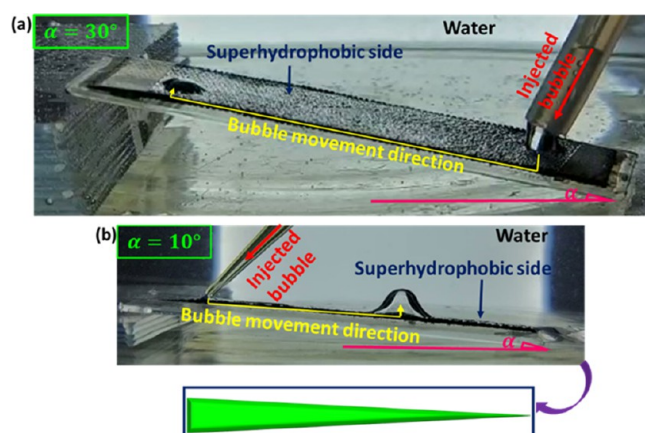 (a)
α = 30°
Water
Superhydrophobic side
Injected
bubble
Bubble movement direction
α
(b)
α = 10°
Water
Injected
bubble
Superhydrophobic side
Bubble movement direction
α